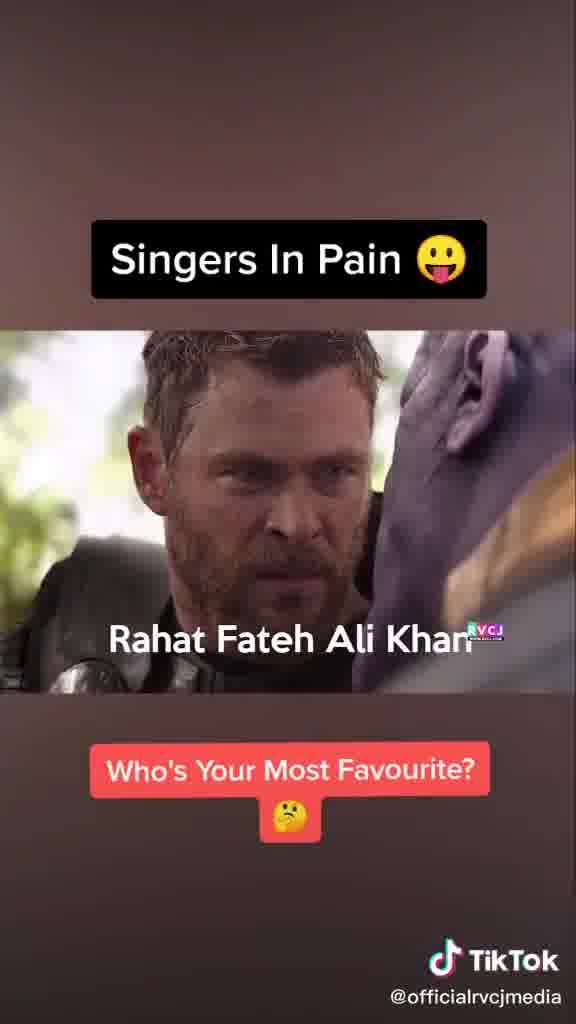 Singers In Pain 😛
Rahat Fateh Ali Khan
RVCJ
Who's Your Most Favourite?
🤔
TikTok
@officialrvcjmedia